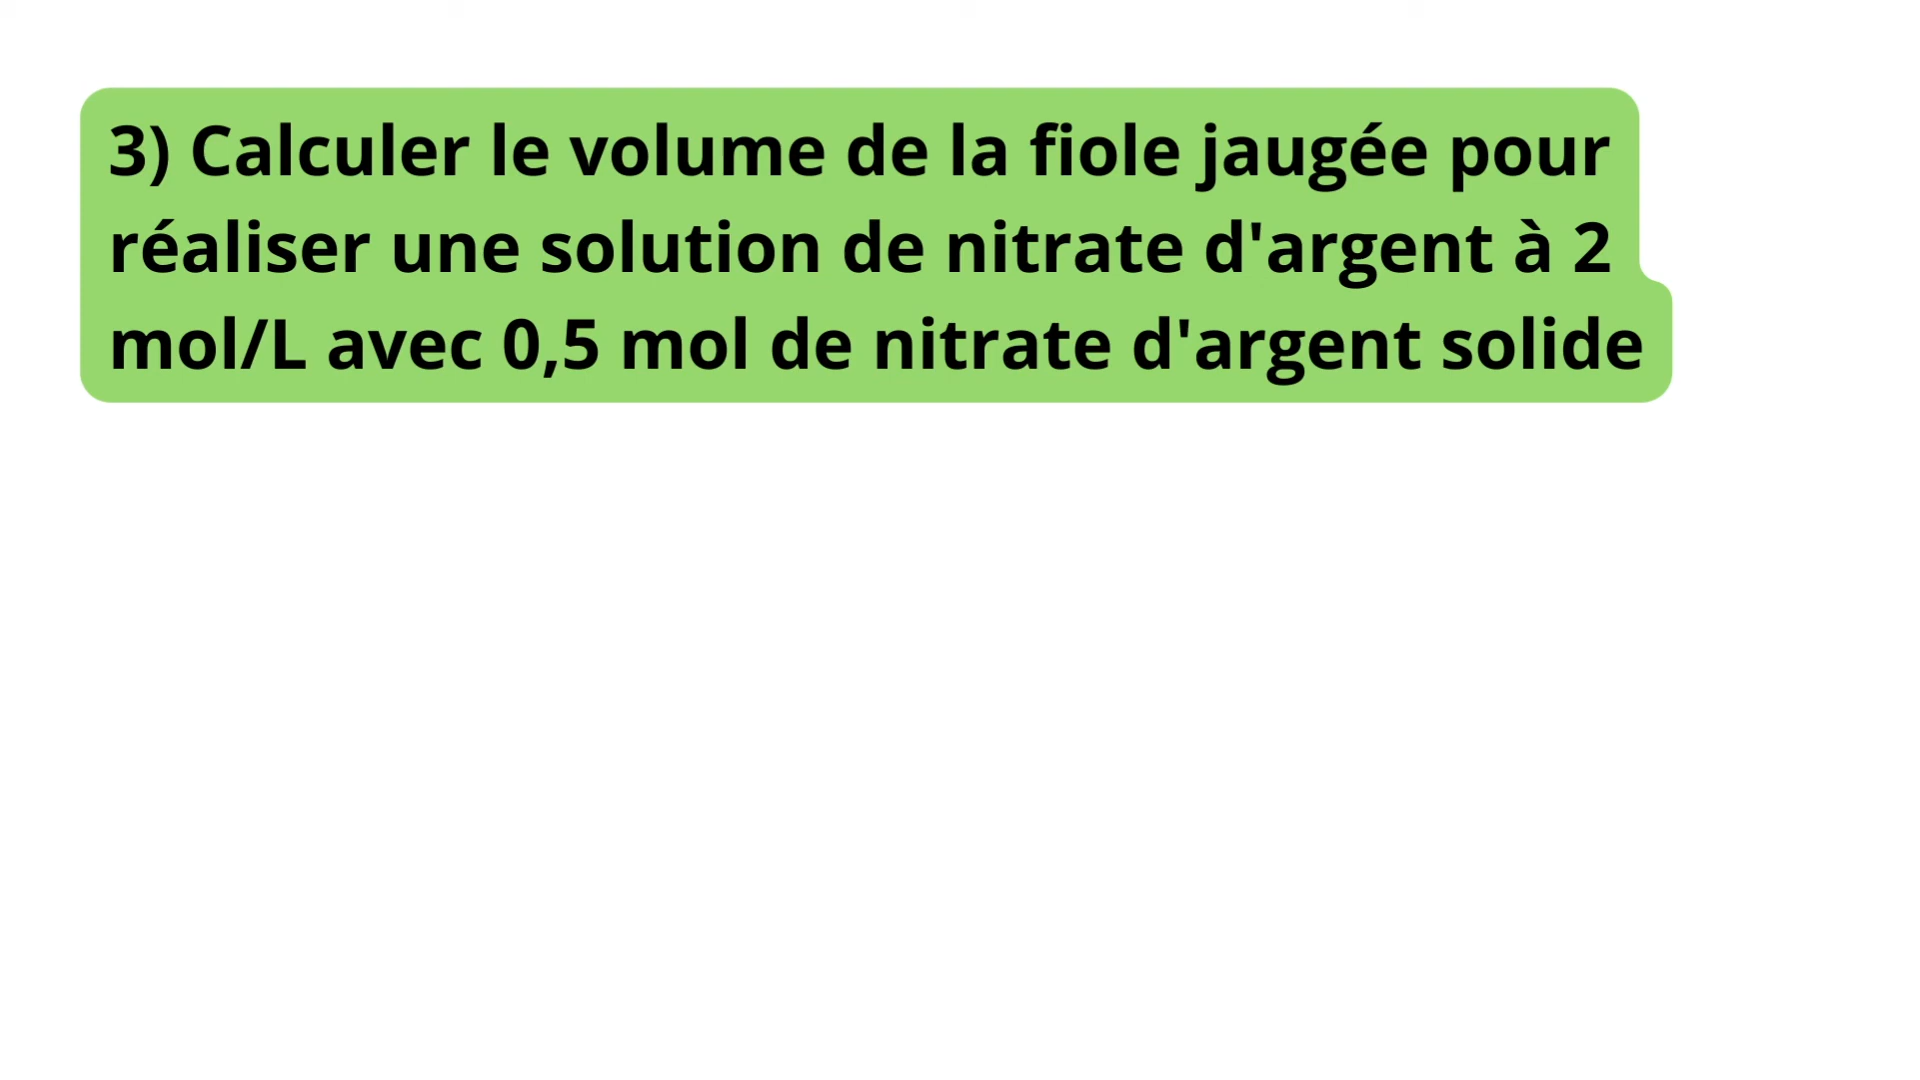 3) Calculer le volume de la fiole jaugée pour
réaliser une solution de nitrate d'argent à 2
mol/L avec 0,5 mol de nitrate d'argent solide